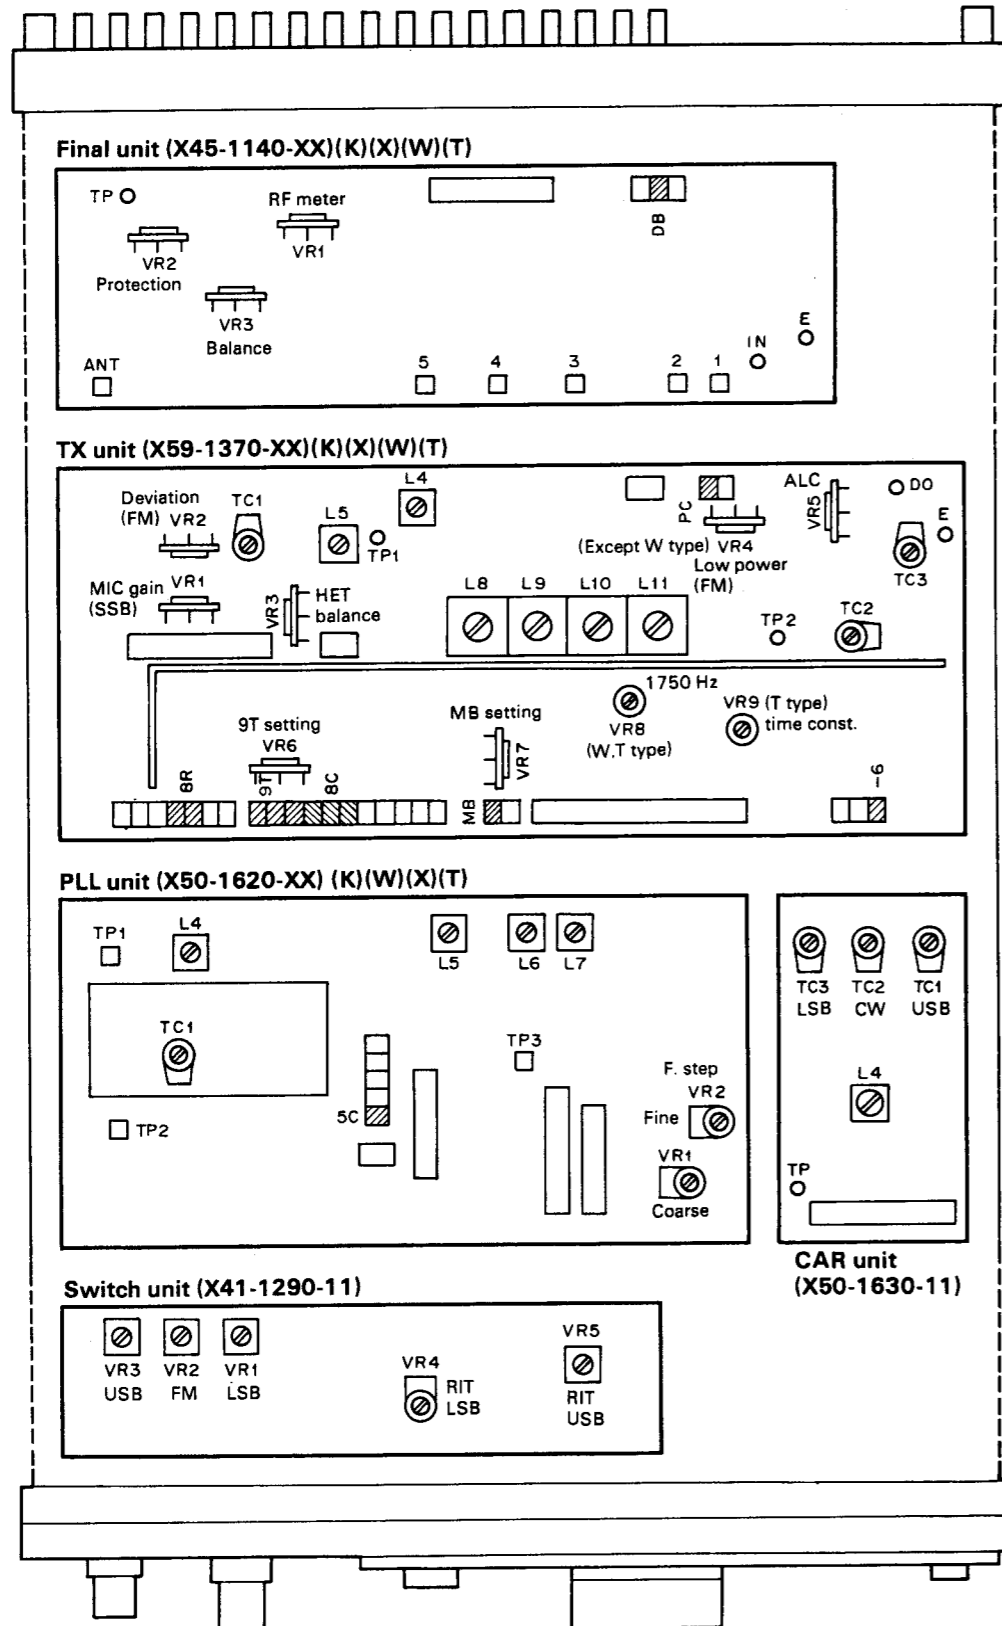 Final unit (X45-1140-XX)(K)(X)(W)(T)
TP
RF meter
VR1
DB
VR2
Protection
VR3
Balance
E
IN
ANT
5
4
3
2
1
TX unit (X59-1370-XX)(K)(X)(W)(T)
Deviation
(FM)
VR2
TC1
L5
L4
TP1
PC
ALC
VR5
DO
E
(Except W type)
VR4
Low power
(FM)
TC3
MIC gain
(SSB)
VR1
VR3
HET
balance
L8
L9
L10
L11
TP2
TC2
1750 Hz
VR8
(W,T type)
VR9 (T type)
time const.
MB setting
VR7
9T setting
VR6
8R
9T
8C
MB
-6
PLL unit (X50-1620-XX) (K)(W)(X)(T)
TP1
L4
L5
L6
L7
TC1
TP3
F. step
VR2
Fine
5C
TP2
VR1
Coarse
TC3
LSB
TC2
CW
TC1
USB
L4
TP
CAR unit
(X50-1630-11)
Switch unit (X41-1290-11)
VR3
USB
VR2
FM
VR1
LSB
VR4
RIT
LSB
VR5
RIT
USB